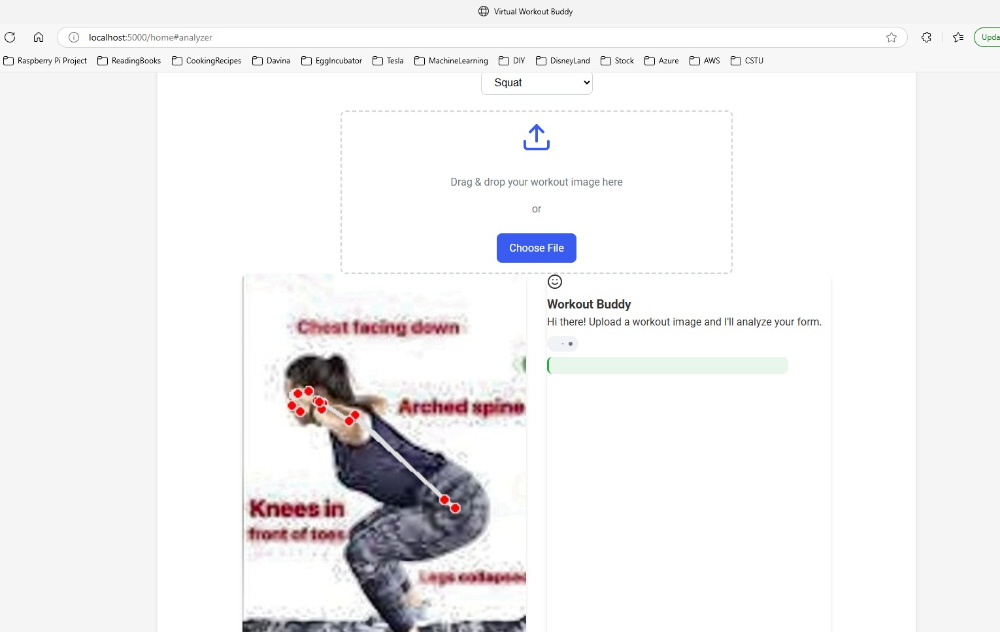 Virtual Workout Buddy
localhost:5000/home#analyzer
Upda
Raspberry Pi Project ReadingBooks CookingRecipes Davina EggIncubator Tesla MachineLearning DIY DisneyLand Stock Azure AWS CSTU
Squat
Drag & drop your workout image here
or
Choose File
Workout Buddy
Hi there! Upload a workout image and I'll analyze your form.
Chest facing down
Arched spine
Knees in
front of toes
Legs collapsed